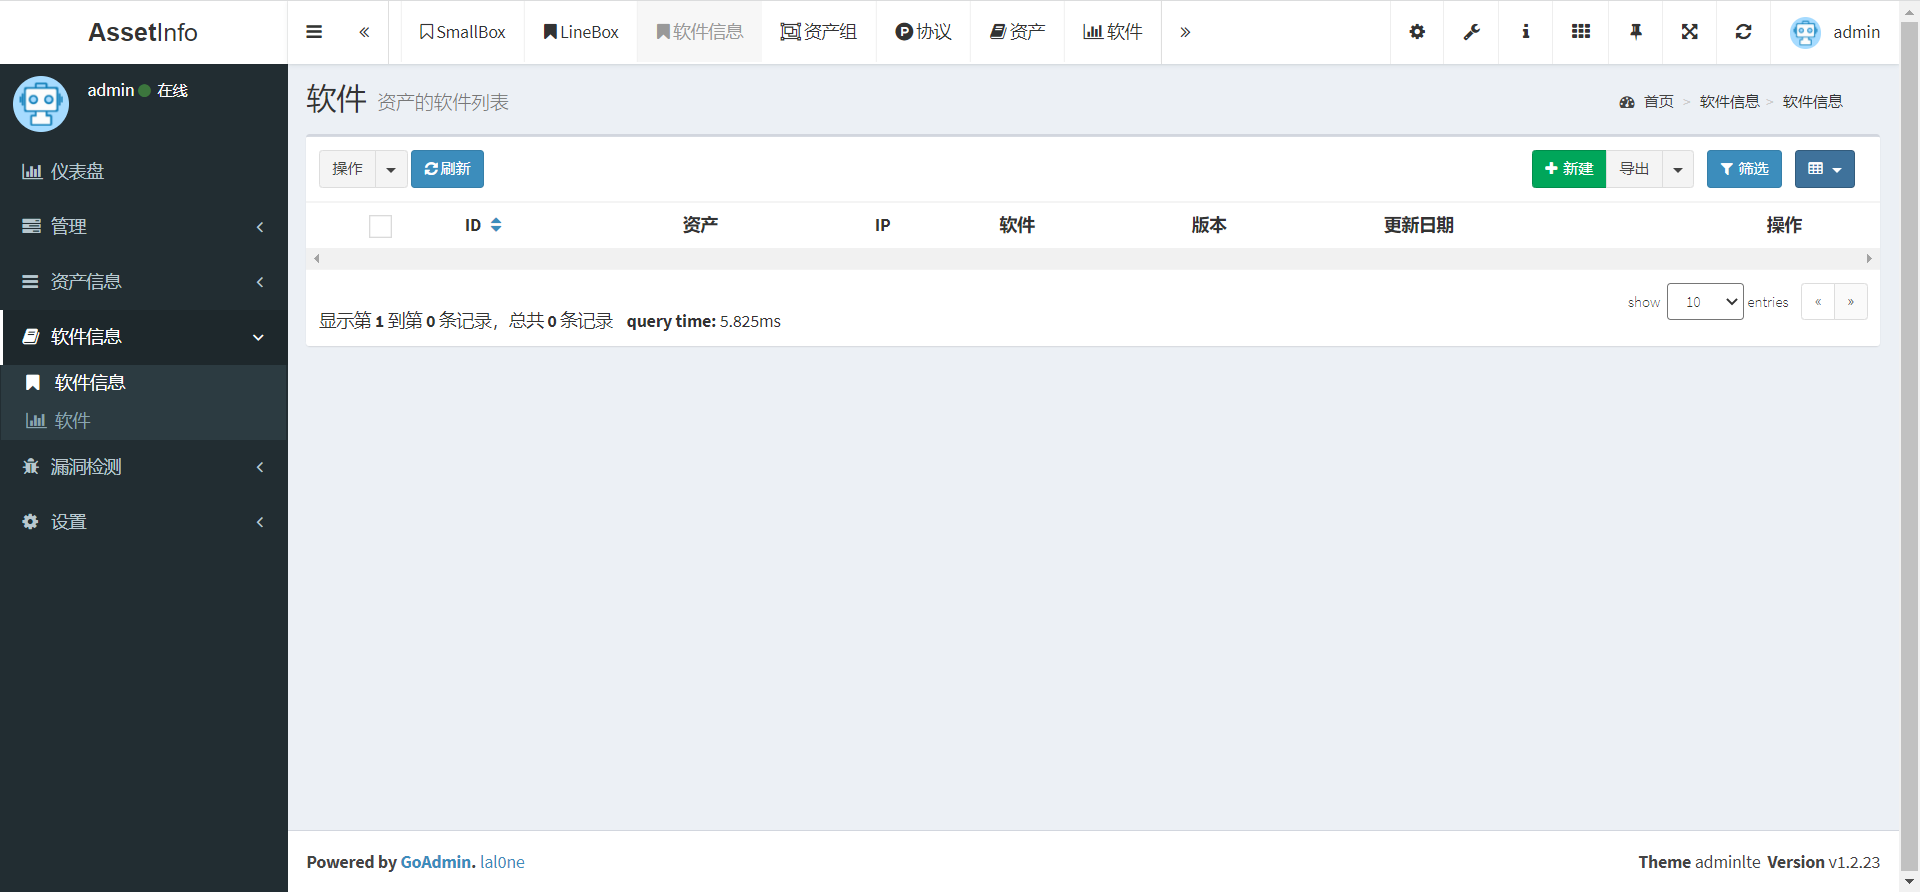 AssetInfo
SmallBox
LineBox
软件信息
资产组
协议
资产
软件
admin
admin 在线
仪表盘
管理
资产信息
软件信息
软件信息
软件
漏洞检测
设置
软件 资产的软件列表
首页 > 软件信息 > 软件信息
操作
刷新
新建
导出
筛选
ID 资产 IP 软件 版本 更新日期 操作
显示第 1 到第 0 条记录，总共 0 条记录 query time: 5.825ms
show 10 entries « »
Powered by GoAdmin. lal0ne
Theme adminlte Version v1.2.23